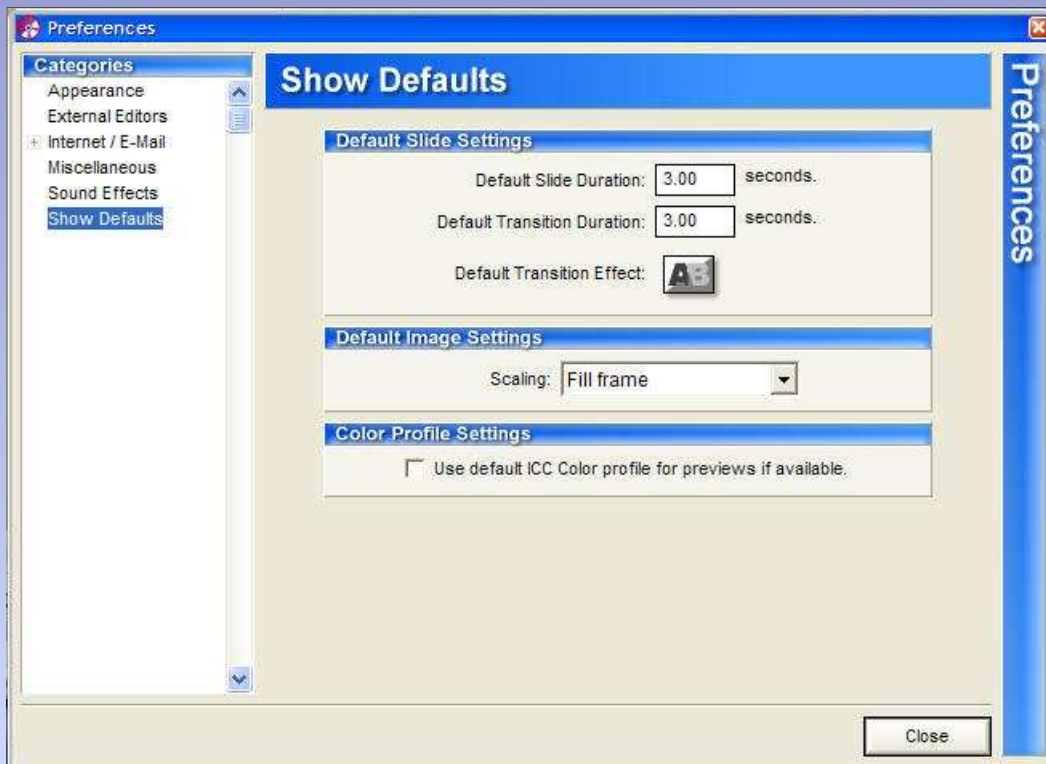 Preferences
Categories
Appearance
External Editors
Internet / E-Mail
Miscellaneous
Sound Effects
Show Defaults
Show Defaults
Default Slide Settings
Default Slide Duration: 3.00 seconds.
Default Transition Duration: 3.00 seconds.
Default Transition Effect: AB
Default Image Settings
Scaling: Fill frame
Color Profile Settings
Use default ICC Color profile for previews if available.
Close
Preferences